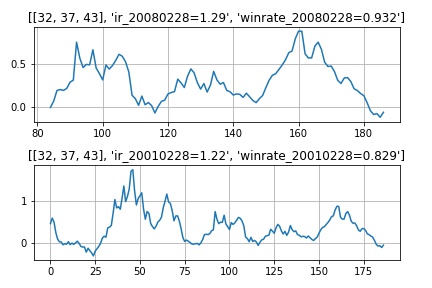 [[32, 37, 43], 'ir_20080228=1.29', 'winrate_20080228=0.932']
0.5
0.0
80 100 120 140 160 180
[[32, 37, 43], 'ir_20010228=1.22', 'winrate_20010228=0.829']
1
0
0 25 50 75 100 125 150 175